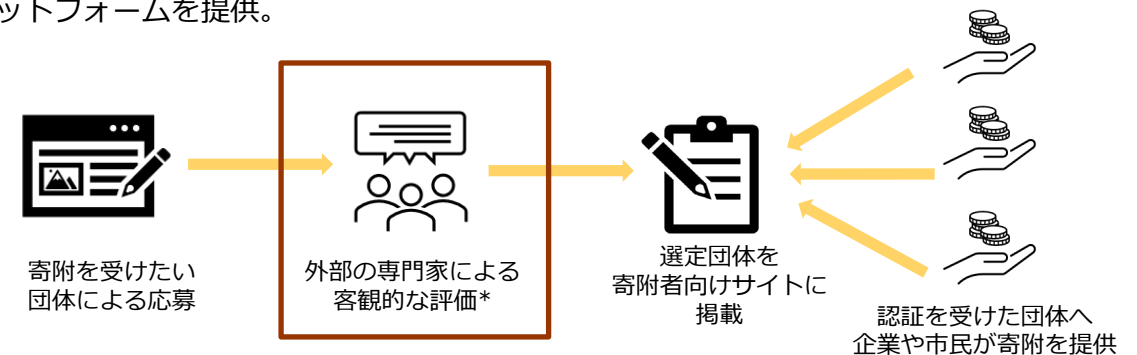 ットフォームを提供。
寄附を受けたい
団体による応募
外部の専門家による
客観的な評価*
選定団体を
寄附者向けサイトに
掲載
認証を受けた団体へ
企業や市民が寄附を提供